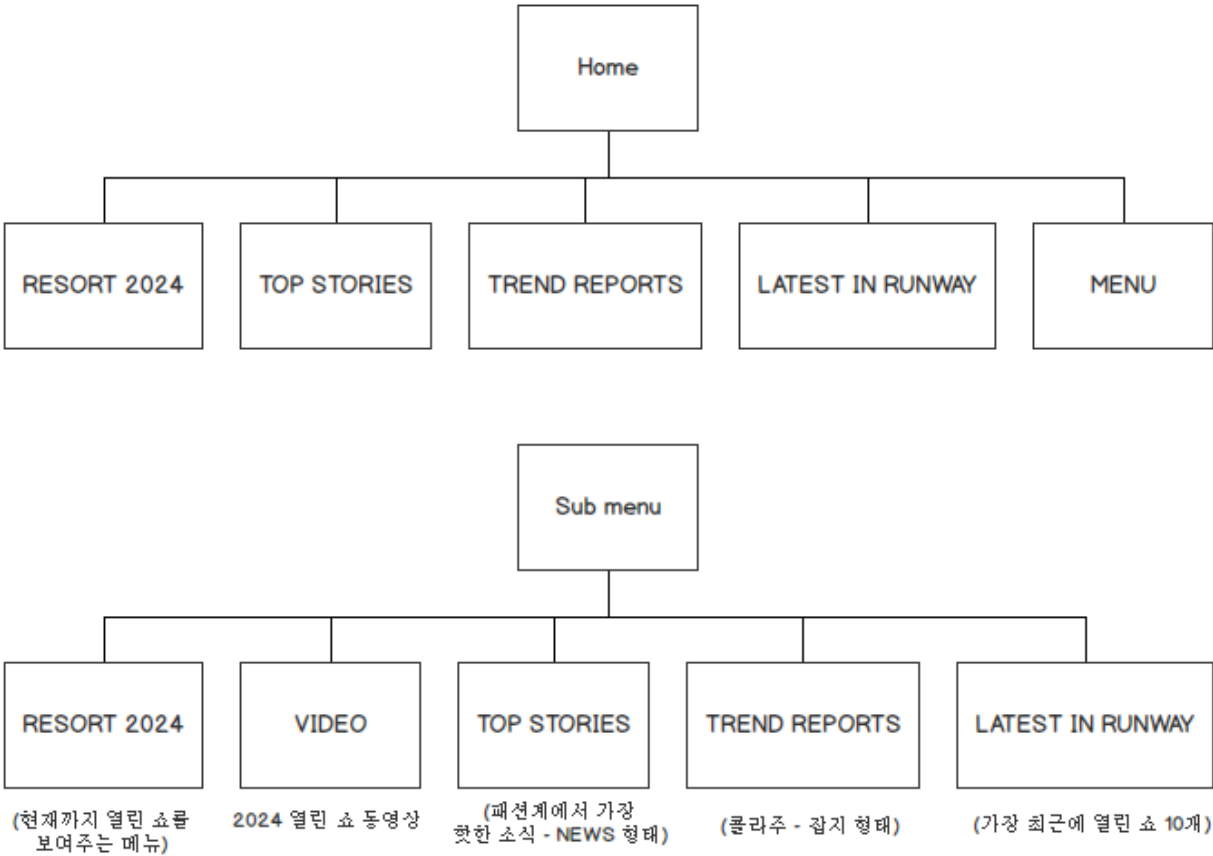 Home
RESORT 2024
TOP STORIES
TREND REPORTS
LATEST IN RUNWAY
MENU
Sub menu
RESORT 2024
VIDEO
TOP STORIES
TREND REPORTS
LATEST IN RUNWAY
(현재까지 열린 쇼를
보여주는 메뉴)
2024 열린 쇼 동영상
(패션계에서 가장
핫한 소식 - NEWS 형태)
(콜라주 - 잡지 형태)
(가장 최근에 열린 쇼 10개)